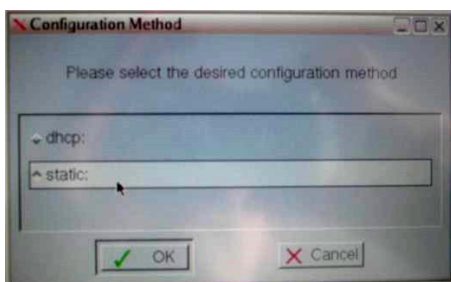 Configuration Method
Please select the desired configuration method
dhcp:
static:
OK
Cancel